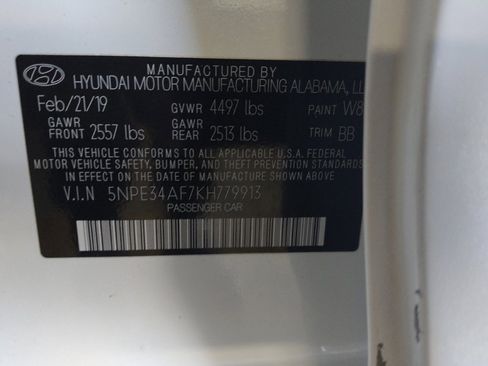 MANUFACTURED BY
HYUNDAI MOTOR MANUFACTURING ALABAMA, LL
Feb/21/19 GVWR 4497 lbs PAINT W8
GAWR FRONT 2557 lbs GAWR REAR 2513 lbs TRIM BB
THIS VEHICLE CONFORMS TO ALL APPLICABLE U.S.A. FEDERAL
MOTOR VEHICLE SAFETY, BUMPER, AND THEFT PREVENTION STANDARDS
IN EFFECT ON THE DATE OF MANUFACTURE SHOWN ABOVE.
V.I.N 5NPE34AF7KH779913
PASSENGER CAR